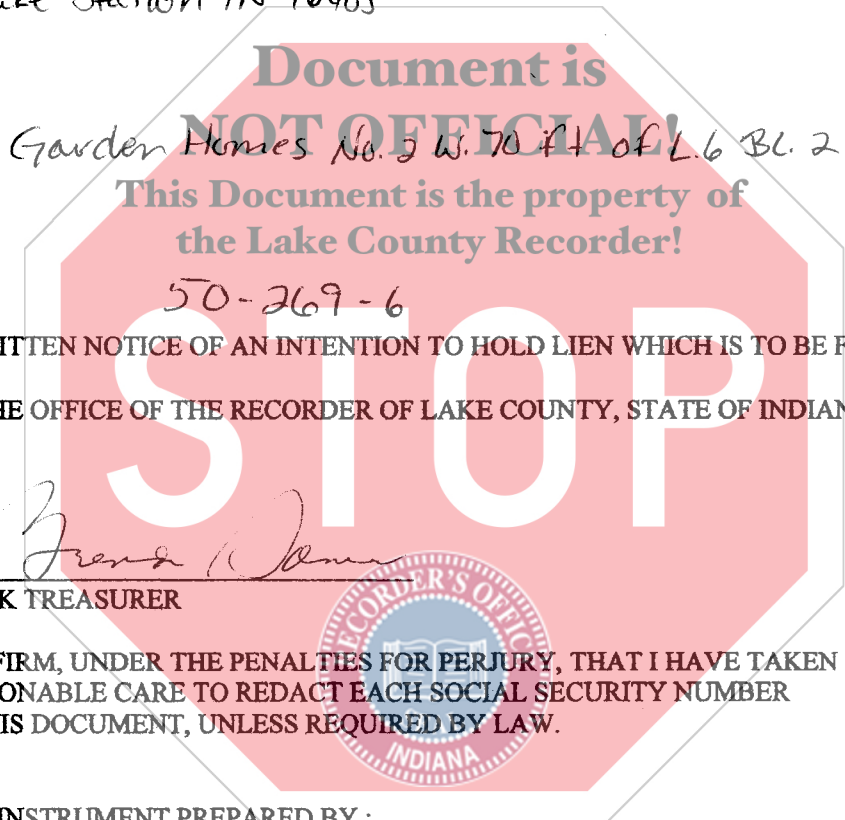 Station IN
Document is
NOT OFFICIAL!
Garden Homes No. 2 W. 70 ft of L.6 BL. 2
This Document is the property of
the Lake County Recorder!
50-269-6
ITTEN NOTICE OF AN INTENTION TO HOLD LIEN WHICH IS TO BE F
HE OFFICE OF THE RECORDER OF LAKE COUNTY, STATE OF INDIAN
STOP
K TREASURER
RECORDER'S OFFICE
FIRM, UNDER THE PENALTIES FOR PERJURY, THAT I HAVE TAKEN
ONABLE CARE TO REDACT EACH SOCIAL SECURITY NUMBER
IS DOCUMENT, UNLESS REQUIRED BY LAW.
INDIANA
INSTRUMENT PREPARED BY :